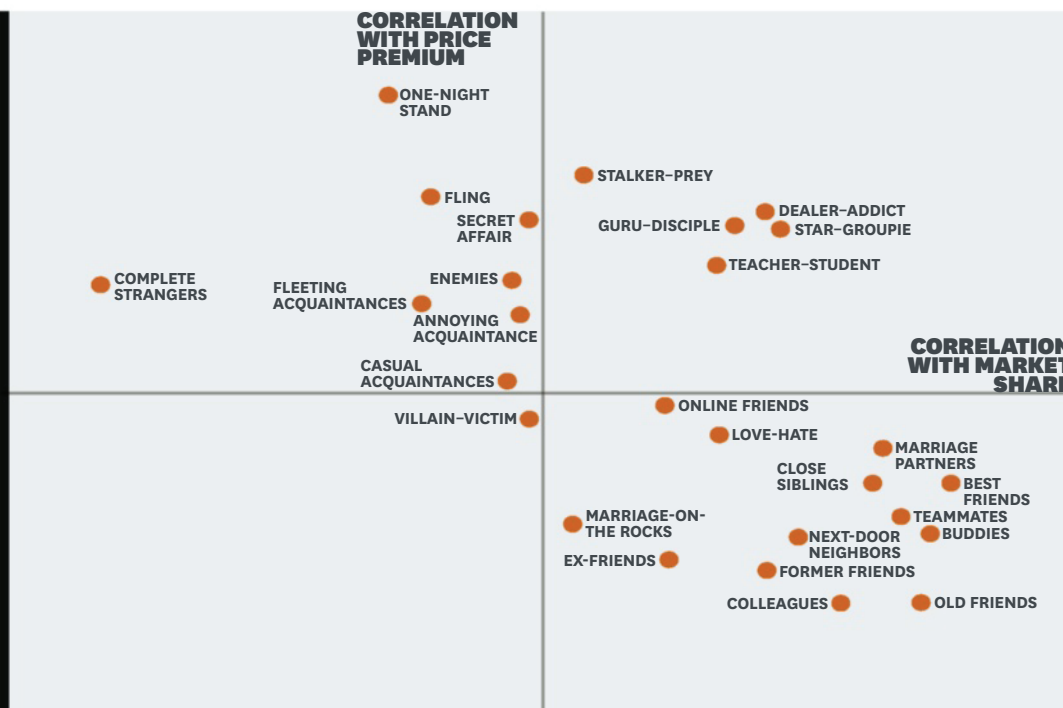 CORRELATION
WITH PRICE
PREMIUM
ONE-NIGHT
STAND
STALKER–PREY
FLING
SECRET
AFFAIR
DEALER–ADDICT
GURU–DISCIPLE
STAR–GROUPIE
TEACHER–STUDENT
COMPLETE
STRANGERS
ENEMIES
FLEETING
ACQUAINTANCES
ANNOYING
ACQUAINTANCE
CASUAL
ACQUAINTANCES
CORRELATION
WITH MARKET
SHARE
VILLAIN–VICTIM
ONLINE FRIENDS
LOVE-HATE
MARRIAGE
PARTNERS
CLOSE
SIBLINGS
BEST
FRIENDS
MARRIAGE-ON-
THE ROCKS
TEAMMATES
BUDDIES
NEXT-DOOR
NEIGHBORS
EX-FRIENDS
FORMER FRIENDS
COLLEAGUES
OLD FRIENDS